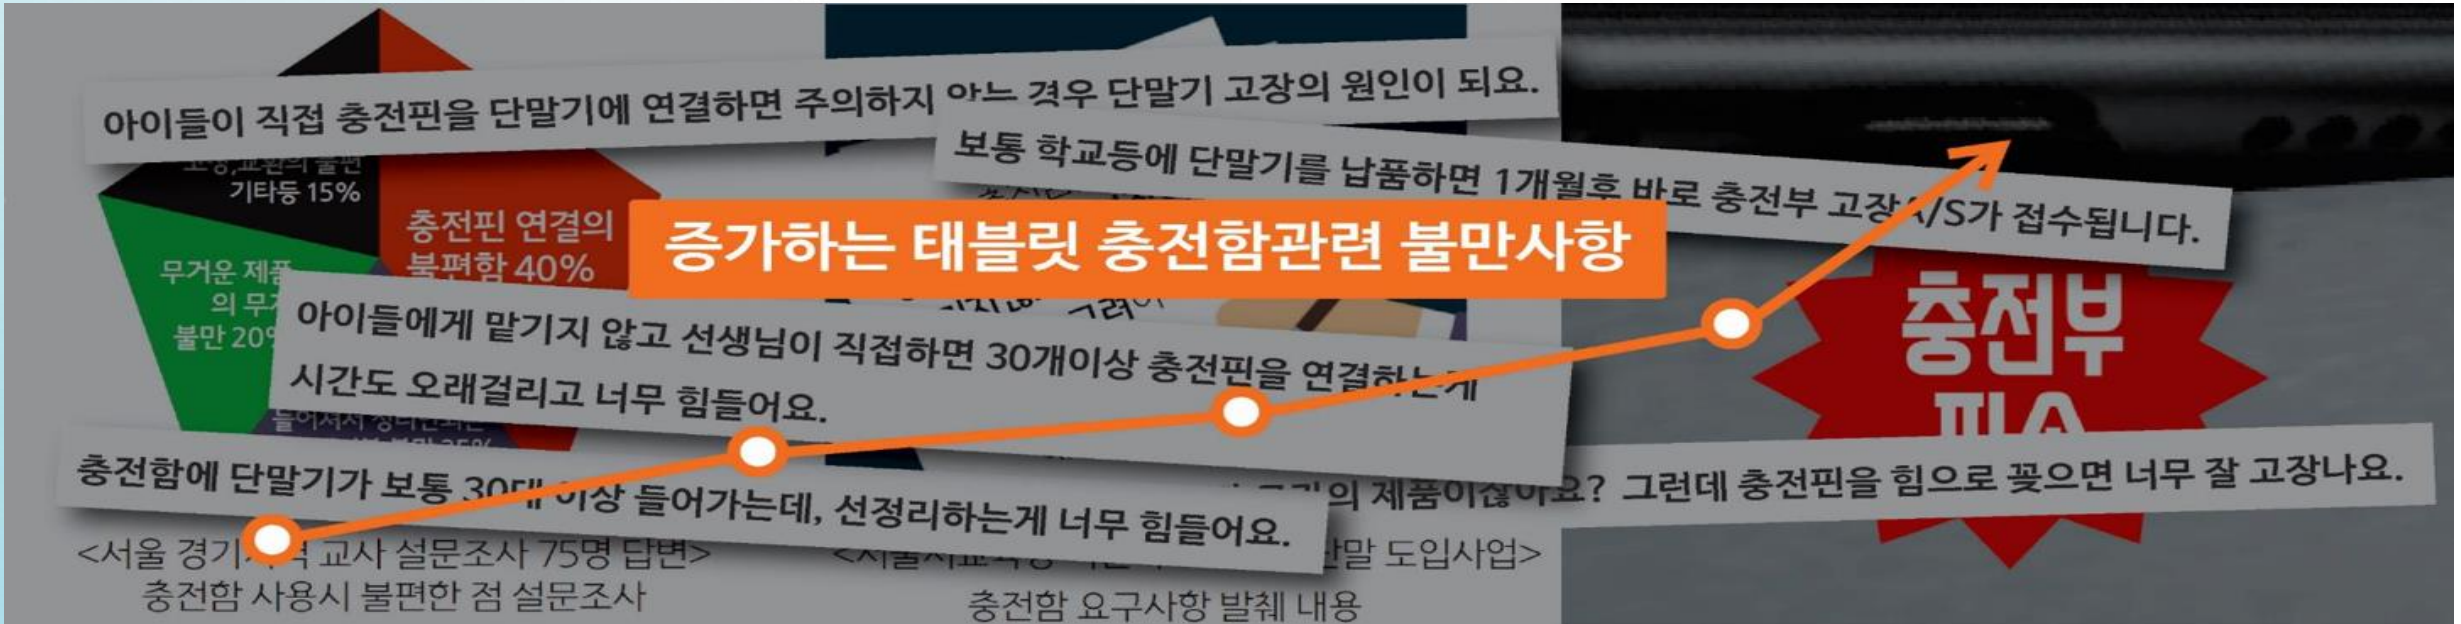 아이들이 직접 충전핀을 단말기에 연결하면 주의하지 않는 경우 단말기 고장의 원인이 되요.
보통 학교등에 단말기를 납품하면 1개월후 바로 충전부 고장A/S가 접수됩니다.
기타등 15%
충전핀 연결의
불편함 40%
무거운 제품
의 무
불만 20%
증가하는 태블릿 충전함관련 불만사항
아이들에게 맡기지 않고 선생님이 직접하면 30개이상 충전핀을 연결하는게
시간도 오래걸리고 너무 힘들어요.
충전부
충전함에 단말기가 보통 30대 이상 들어가는데, 선정리하는게 너무 힘들어요.
제품이잖아요? 그런데 충전핀을 힘으로 꽂으면 너무 잘 고장나요.
<서울 경기지역 교사 설문조사 75명 답변>
충전함 사용시 불편한 점 설문조사
도입사업>
충전함 요구사항 발췌 내용